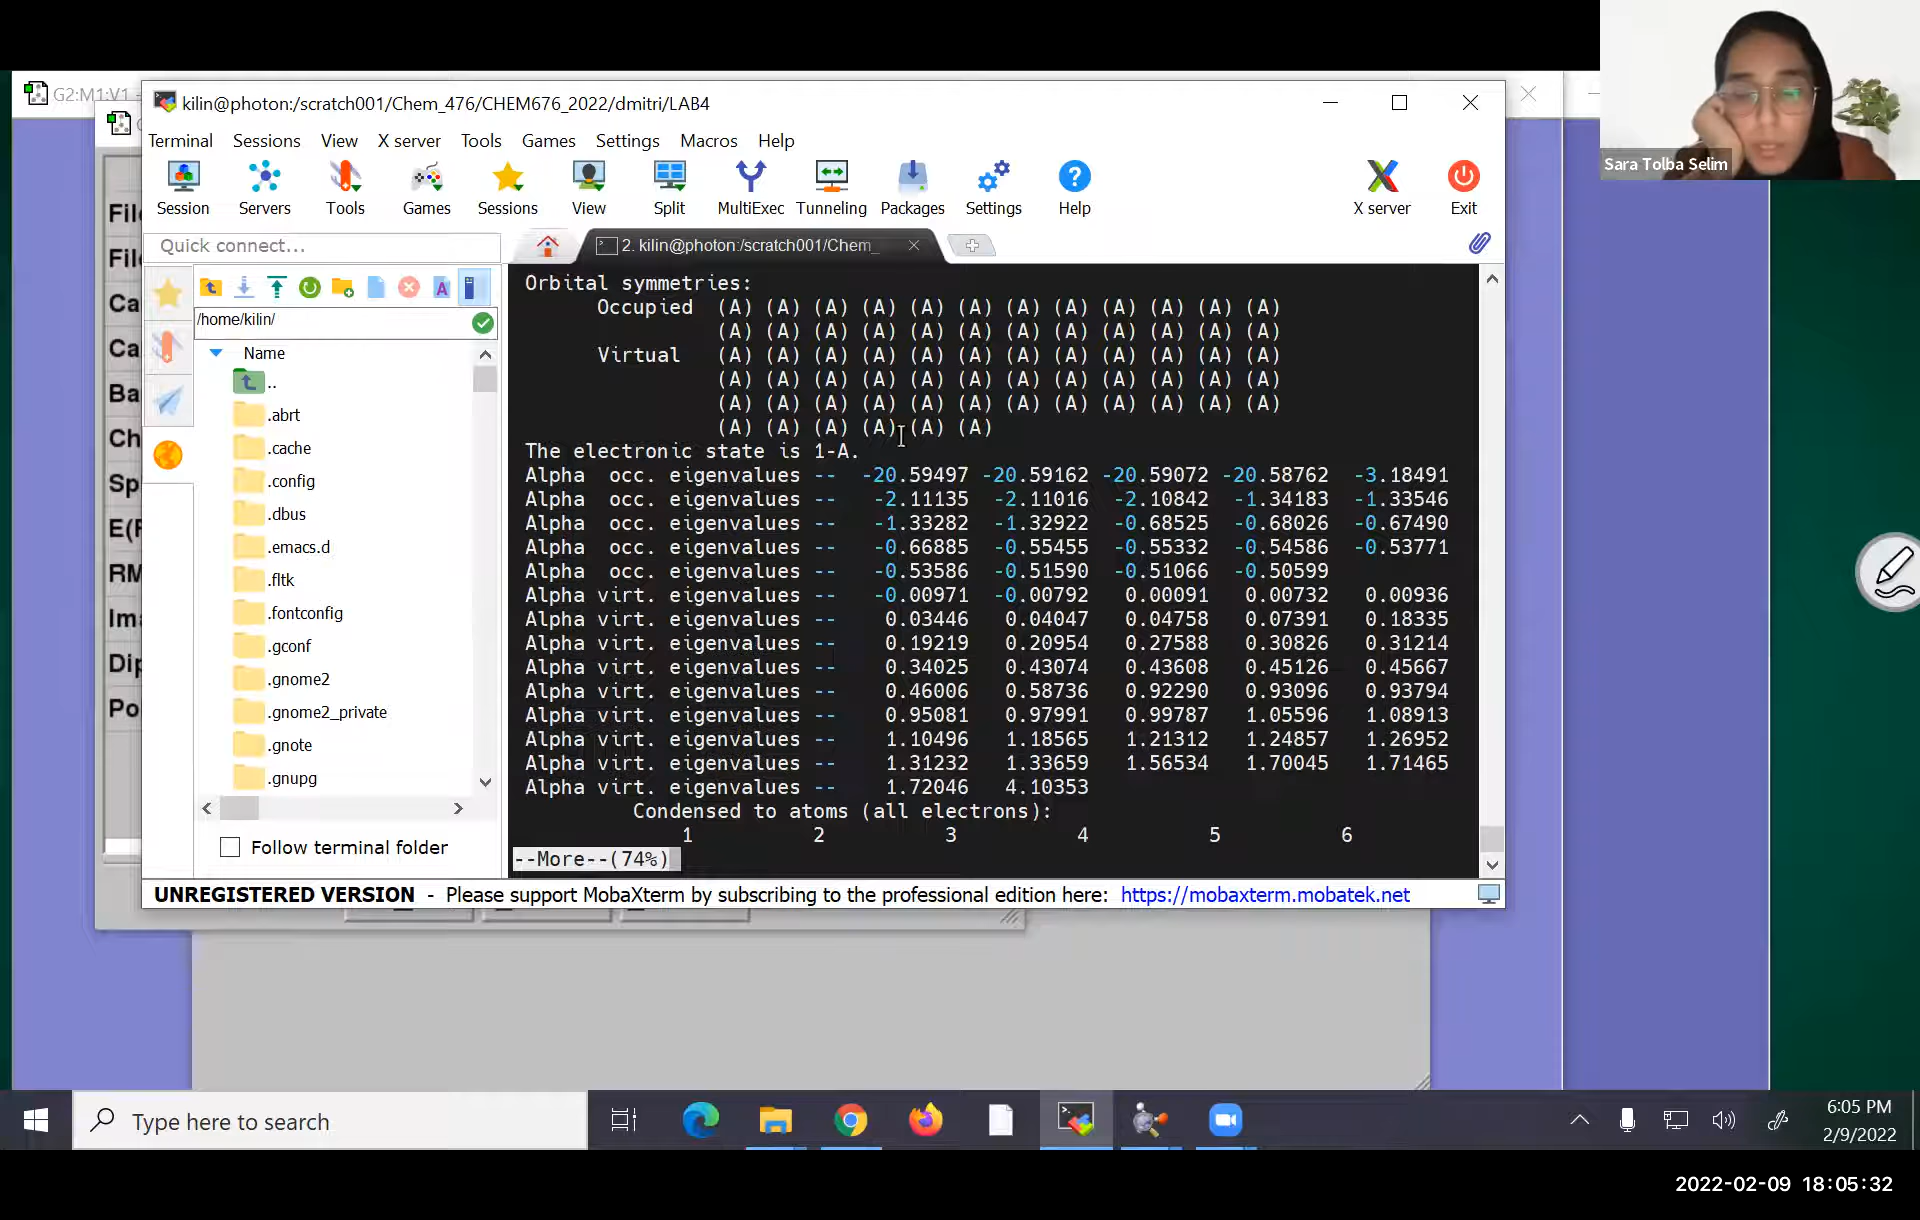 G2:M1:V1 -
kilin@photon:/scratch001/Chem_476/CHEM676_2022/dmitri/LAB4
Terminal Sessions View X server Tools Games Settings Macros Help
Session Servers Tools Games Sessions View Split MultiExec Tunneling Packages Settings Help X server Exit
Sara Tolba Selim
Quick connect...
2. kilin@photon:/scratch001/Chem_
/home/kilin/
Name
..
.abrt
.cache
.config
.dbus
.emacs.d
.fltk
.fontconfig
.gconf
.gnome2
.gnome2_private
.gnote
.gnupg
Follow terminal folder
Orbital symmetries:
Occupied (A) (A) (A) (A) (A) (A) (A) (A) (A) (A) (A) (A)
(A) (A) (A) (A) (A) (A) (A) (A) (A) (A) (A) (A)
Virtual (A) (A) (A) (A) (A) (A) (A) (A) (A) (A) (A) (A)
(A) (A) (A) (A) (A) (A) (A) (A) (A) (A) (A) (A)
(A) (A) (A) (A) (A) (A) (A) (A) (A) (A) (A) (A)
(A) (A) (A) (A) (A) (A)
The electronic state is 1-A.
Alpha occ. eigenvalues -- -20.59497 -20.59162 -20.59072 -20.58762 -3.18491
Alpha occ. eigenvalues -- -2.11135 -2.11016 -2.10842 -1.34183 -1.33546
Alpha occ. eigenvalues -- -1.33282 -1.32922 -0.68525 -0.68026 -0.67490
Alpha occ. eigenvalues -- -0.66885 -0.55455 -0.55332 -0.54586 -0.53771
Alpha occ. eigenvalues -- -0.53586 -0.51590 -0.51066 -0.50599
Alpha virt. eigenvalues -- -0.00971 -0.00792 0.00091 0.00732 0.00936
Alpha virt. eigenvalues -- 0.03446 0.04047 0.04758 0.07391 0.18335
Alpha virt. eigenvalues -- 0.19219 0.20954 0.27588 0.30826 0.31214
Alpha virt. eigenvalues -- 0.34025 0.43074 0.43608 0.45126 0.45667
Alpha virt. eigenvalues -- 0.46006 0.58736 0.92290 0.93096 0.93794
Alpha virt. eigenvalues -- 0.95081 0.97991 0.99787 1.05596 1.08913
Alpha virt. eigenvalues -- 1.10496 1.18565 1.21312 1.24857 1.26952
Alpha virt. eigenvalues -- 1.31232 1.33659 1.56534 1.70045 1.71465
Alpha virt. eigenvalues -- 1.72046 4.10353
Condensed to atoms (all electrons):
1 2 3 4 5 6
--More--(74%)
UNREGISTERED VERSION - Please support MobaXterm by subscribing to the professional edition here: https://mobaxterm.mobatek.net
Type here to search
6:05 PM
2/9/2022
2022-02-09 18:05:32